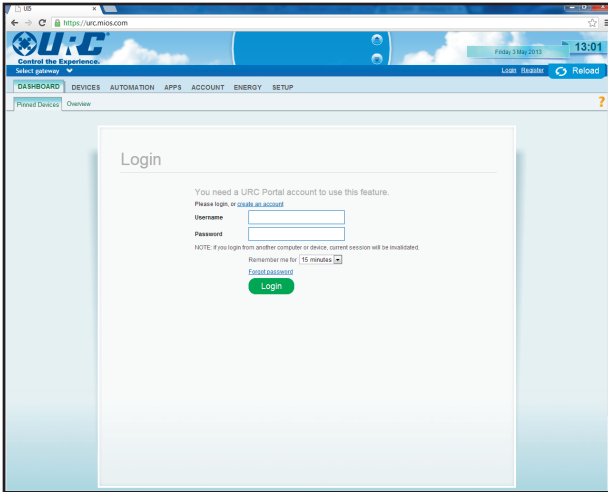 UI5
https://urc.mios.com
URC
Control the Experience.
Friday 3 May 2013
13:01
Select gateway
Login Register
Reload
DASHBOARD DEVICES AUTOMATION APPS ACCOUNT ENERGY SETUP
Pinned Devices Overview
?
Login
You need a URC Portal account to use this feature.
Please login, or create an account
Username
Password
NOTE: if you login from another computer or device, current session will be invalidated.
Remember me for 15 minutes
Forgot password
Login